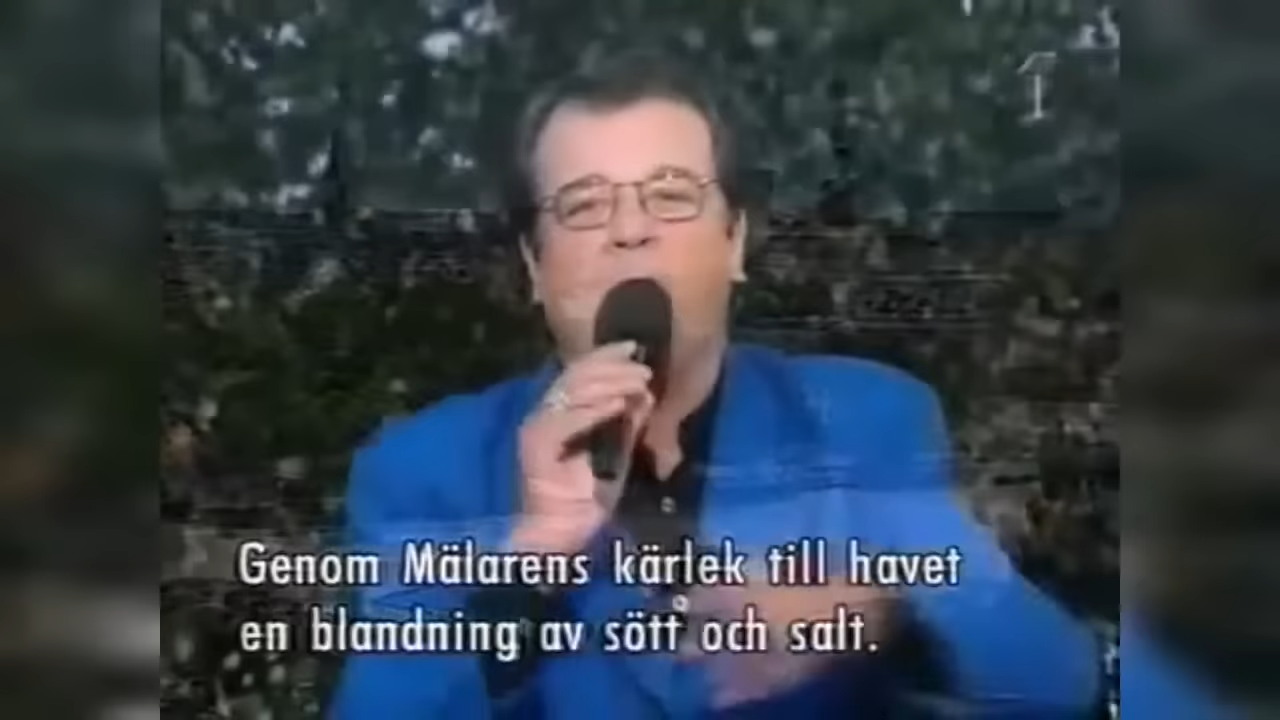 Genom Mälarens kärlek till havet
en blandning av sött och salt.